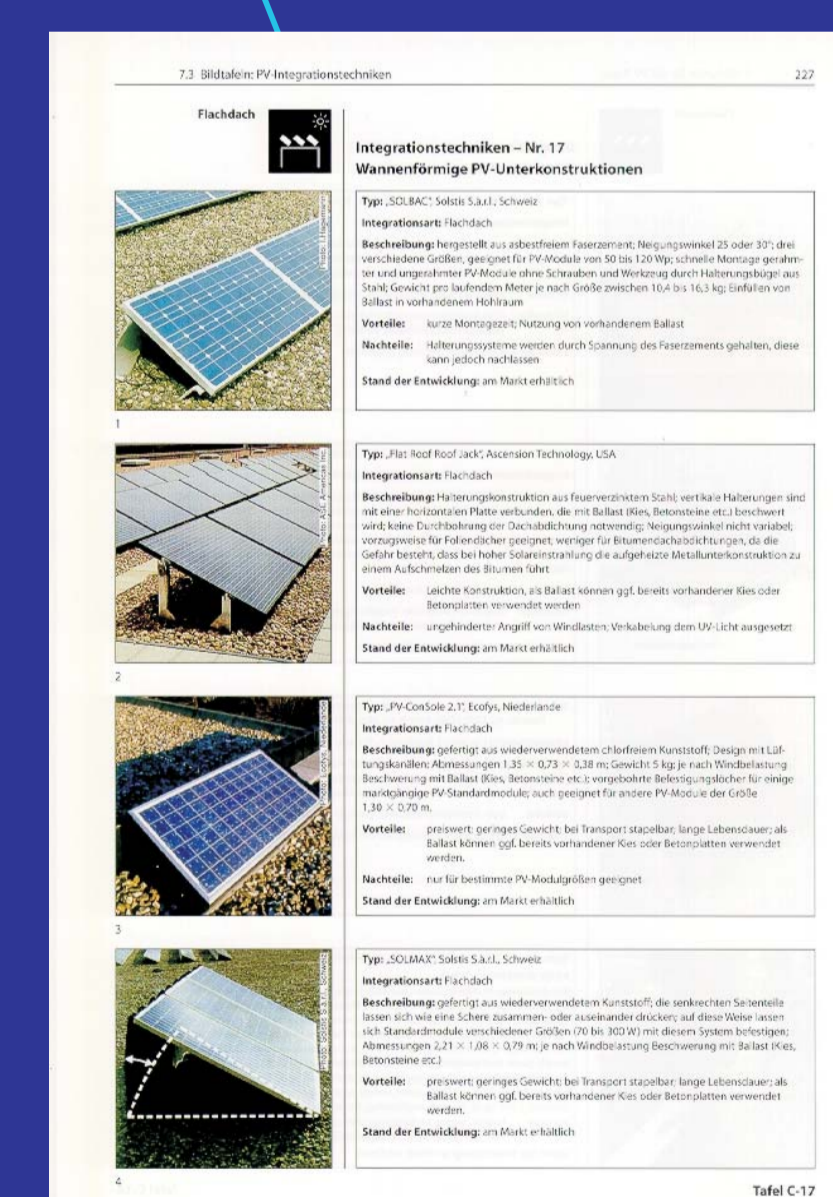 7.3 Bildtafeln: PV-Integrationstechniken
227
Flachdach
Integrationstechniken – Nr. 17
Wannenförmige PV-Unterkonstruktionen
Photo: I.Hagemann
1
Typ: „SOLBAC“, Solstis S.à.r.l., Schweiz
Integrationsart: Flachdach
Beschreibung: hergestellt aus asbestfreiem Faserzement; Neigungswinkel 25 oder 30°; drei
verschiedene Größen, geeignet für PV-Module von 50 bis 120 Wp; schnelle Montage gerahm-
ter und ungerahmter PV-Module ohne Schrauben und Werkzeug durch Halterungsbügel aus
Stahl; Gewicht pro laufendem Meter je nach Größe zwischen 10,4 bis 16,3 kg; Einfüllen von
Ballast in vorhandenem Hohlraum
Vorteile: kurze Montagezeit; Nutzung von vorhandenem Ballast
Nachteile: Halterungssysteme werden durch Spannung des Faserzements gehalten, diese
kann jedoch nachlassen
Stand der Entwicklung: am Markt erhältlich
Photo: ASE Americas Inc.
2
Typ: „Flat Roof Roof Jack“, Ascension Technology, USA
Integrationsart: Flachdach
Beschreibung: Halterungskonstruktion aus feuerverzinktem Stahl; vertikale Halterungen sind
mit einer horizontalen Platte verbunden, die mit Ballast (Kies, Betonsteine etc.) beschwert
wird; keine Durchbohrung der Dachabdichtung notwendig; Neigungswinkel nicht variabel;
vorzugsweise für Foliendächer geeignet, weniger für Bitumendachabdichtungen, da die
Gefahr besteht, dass bei hoher Solareinstrahlung die aufgeheizte Metallunterkonstruktion zu
einem Aufschmelzen des Bitumen führt
Vorteile: Leichte Konstruktion, als Ballast können ggf. bereits vorhandener Kies oder
Betonplatten verwendet werden
Nachteile: ungehinderter Angriff von Windlasten; Verkabelung dem UV-Licht ausgesetzt
Stand der Entwicklung: am Markt erhältlich
Photo: Ecofys, Niederlande
3
Typ: „PV-ConSole 2.1“, Ecofys, Niederlande
Integrationsart: Flachdach
Beschreibung: gefertigt aus wiederverwendetem chlorfreiem Kunststoff; Design mit Lüf-
tungskanälen; Abmessungen 1,35 × 0,73 × 0,38 m; Gewicht 5 kg; je nach Windbelastung
Beschwerung mit Ballast (Kies, Betonsteine etc.); vorgebohrte Befestigungslöcher für einige
marktgängige PV-Standardmodule; auch geeignet für andere PV-Module der Größe
1,30 × 0,70 m.
Vorteile: preiswert; geringes Gewicht; bei Transport stapelbar, lange Lebensdauer; als
Ballast können ggf. bereits vorhandener Kies oder Betonplatten verwendet
werden.
Nachteile: nur für bestimmte PV-Modulgrößen geeignet
Stand der Entwicklung: am Markt erhältlich
Photo: Solstis S.à.r.l., Schweiz
4
Typ: „SOLMAX“, Solstis S.à.r.l., Schweiz
Integrationsart: Flachdach
Beschreibung: gefertigt aus wiederverwendetem Kunststoff; die senkrechten Seitenteile
lassen sich wie eine Schere zusammen- oder auseinander drücken; auf diese Weise lassen
sich Standardmodule verschiedener Größen (70 bis 300 W) mit diesem System befestigen;
Abmessungen 2,21 × 1,08 × 0,79 m; je nach Windbelastung Beschwerung mit Ballast (Kies,
Betonsteine etc.)
Vorteile: preiswert; geringes Gewicht; bei Transport stapelbar; lange Lebensdauer; als
Ballast können ggf. bereits vorhandener Kies oder Betonplatten verwendet
werden.
Stand der Entwicklung: am Markt erhältlich
Tafel C-17